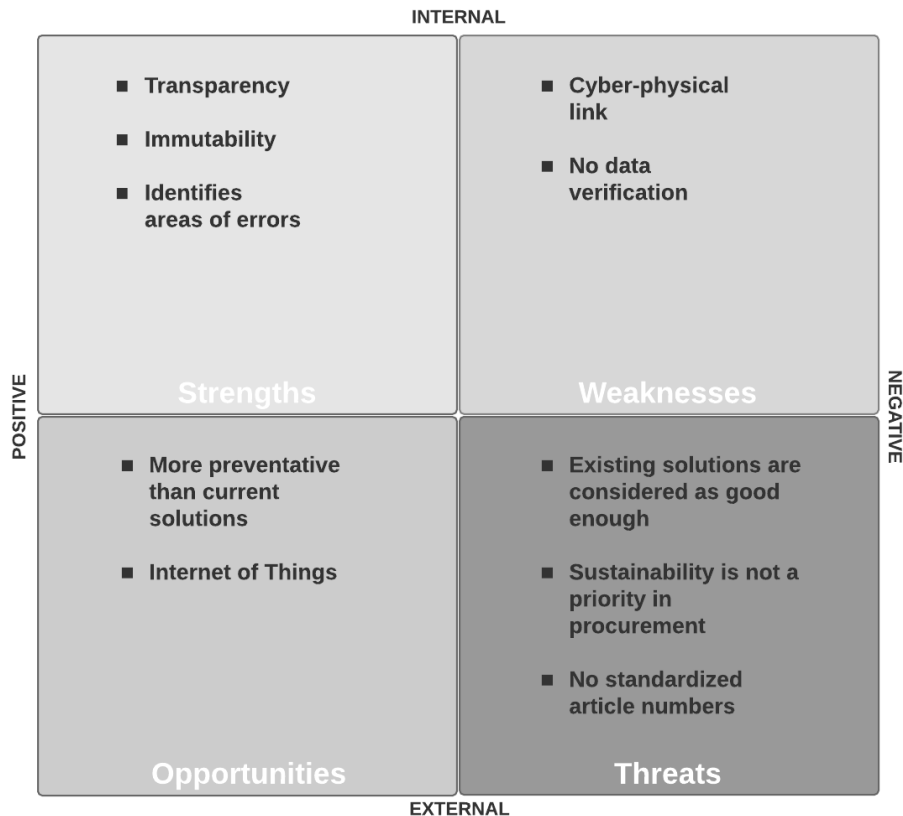 INTERNAL
Transparency
Immutability
Identifies
areas of errors
Strengths
Cyber-physical
link
No data
verification
Weaknesses
POSITIVE
NEGATIVE
More preventative
than current
solutions
Internet of Things
Opportunities
Existing solutions are
considered as good
enough
Sustainability is not a
priority in
procurement
No standardized
article numbers
Threats
EXTERNAL